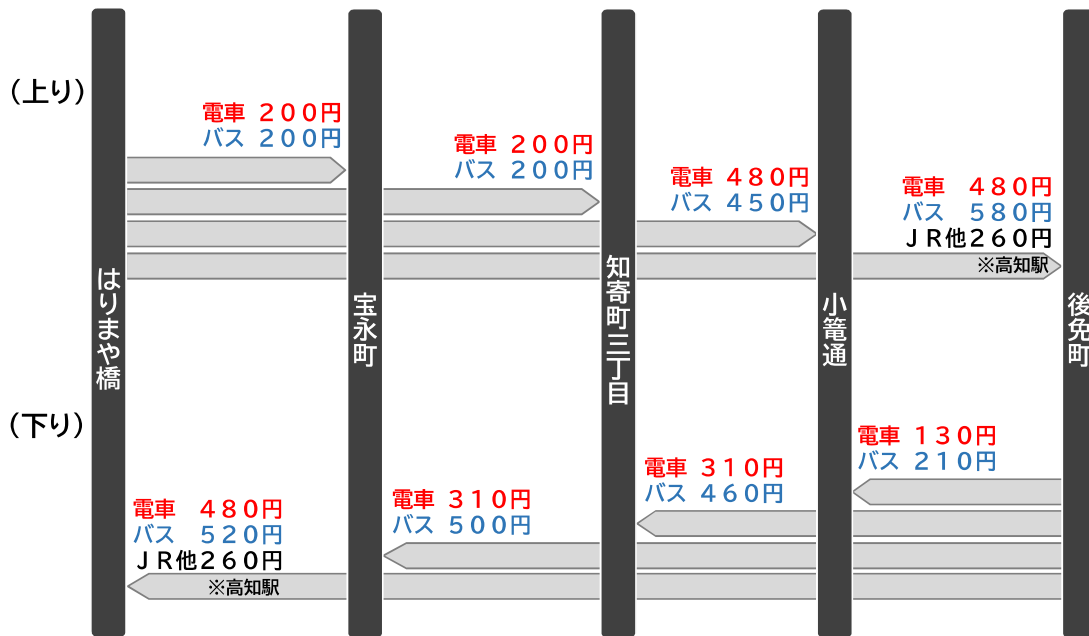 （上り）
電車 ２００円
バス ２００円
電車 ２００円
バス ２００円
電車 ４８０円
バス ４５０円
電車　４８０円
バス　５８０円
ＪＲ他２６０円
※高知駅
はりまや橋
宝永町
知寄町三丁目
小篭通
後免町
（下り）
電車 １３０円
バス ２１０円
電車 ３１０円
バス ４６０円
電車 ３１０円
バス ５００円
電車　４８０円
バス　５２０円
ＪＲ他２６０円
※高知駅